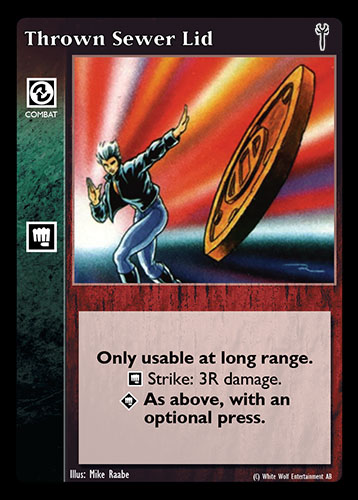 Thrown Sewer Lid
COMBAT
Only usable at long range.
Strike: 3R damage.
As above, with an
optional press.
Illus: Mike Raabe
(C) White Wolf Entertainment AB